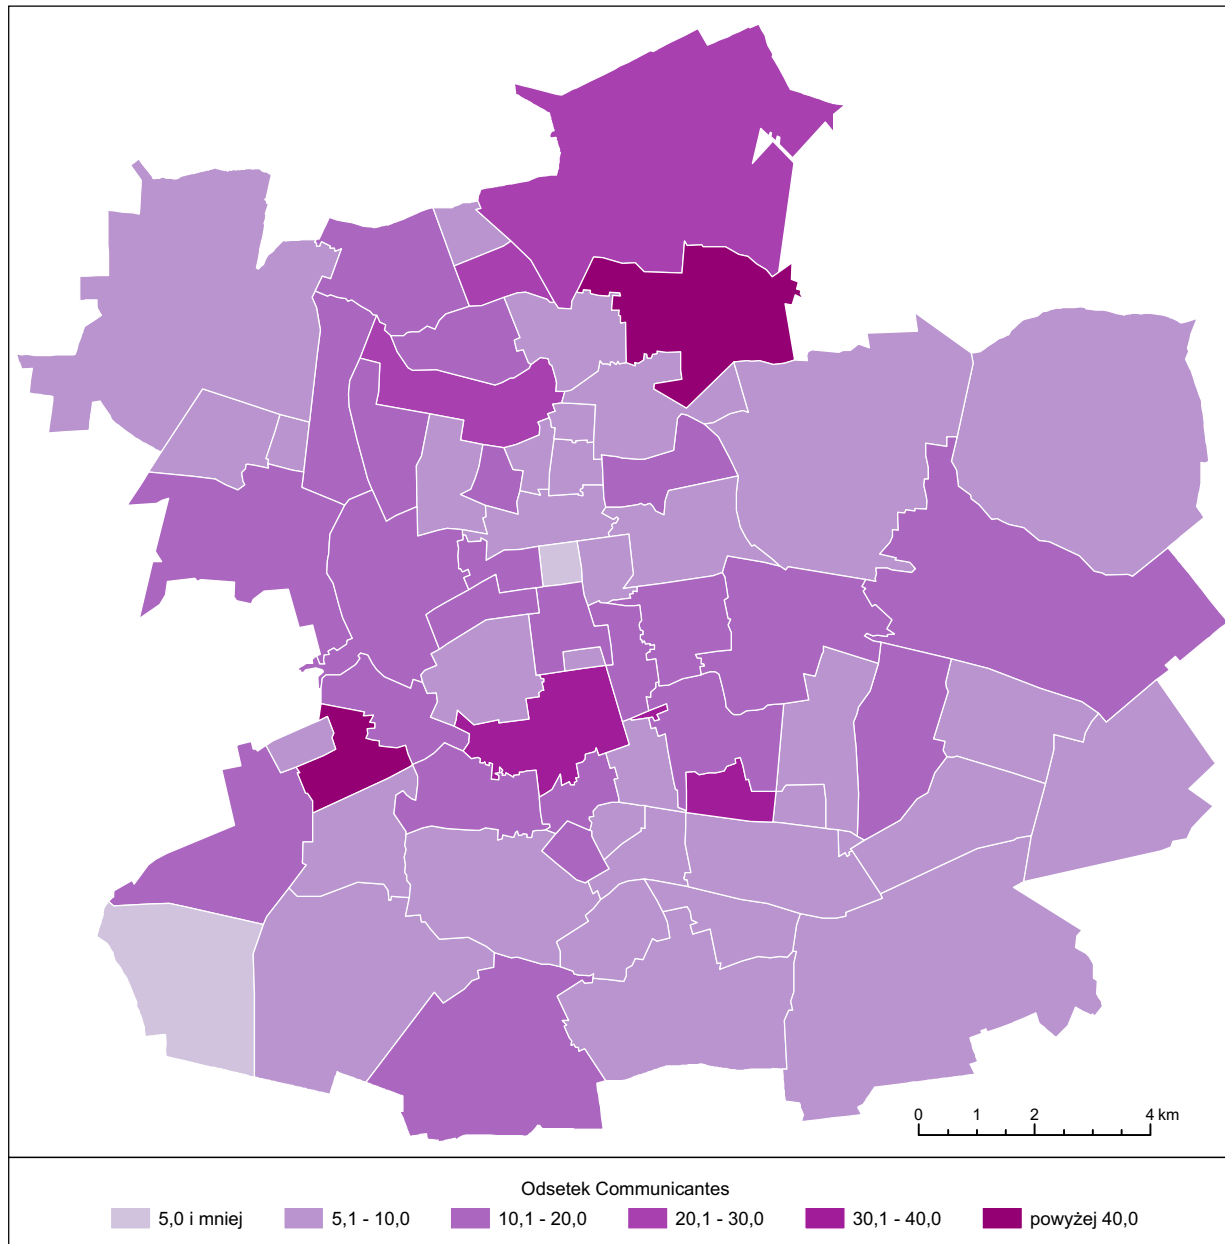 0 1 2 4 km
Odsetek Communicantes
5,0 i mniej 5,1 - 10,0 10,1 - 20,0 20,1 - 30,0 30,1 - 40,0 powyżej 40,0